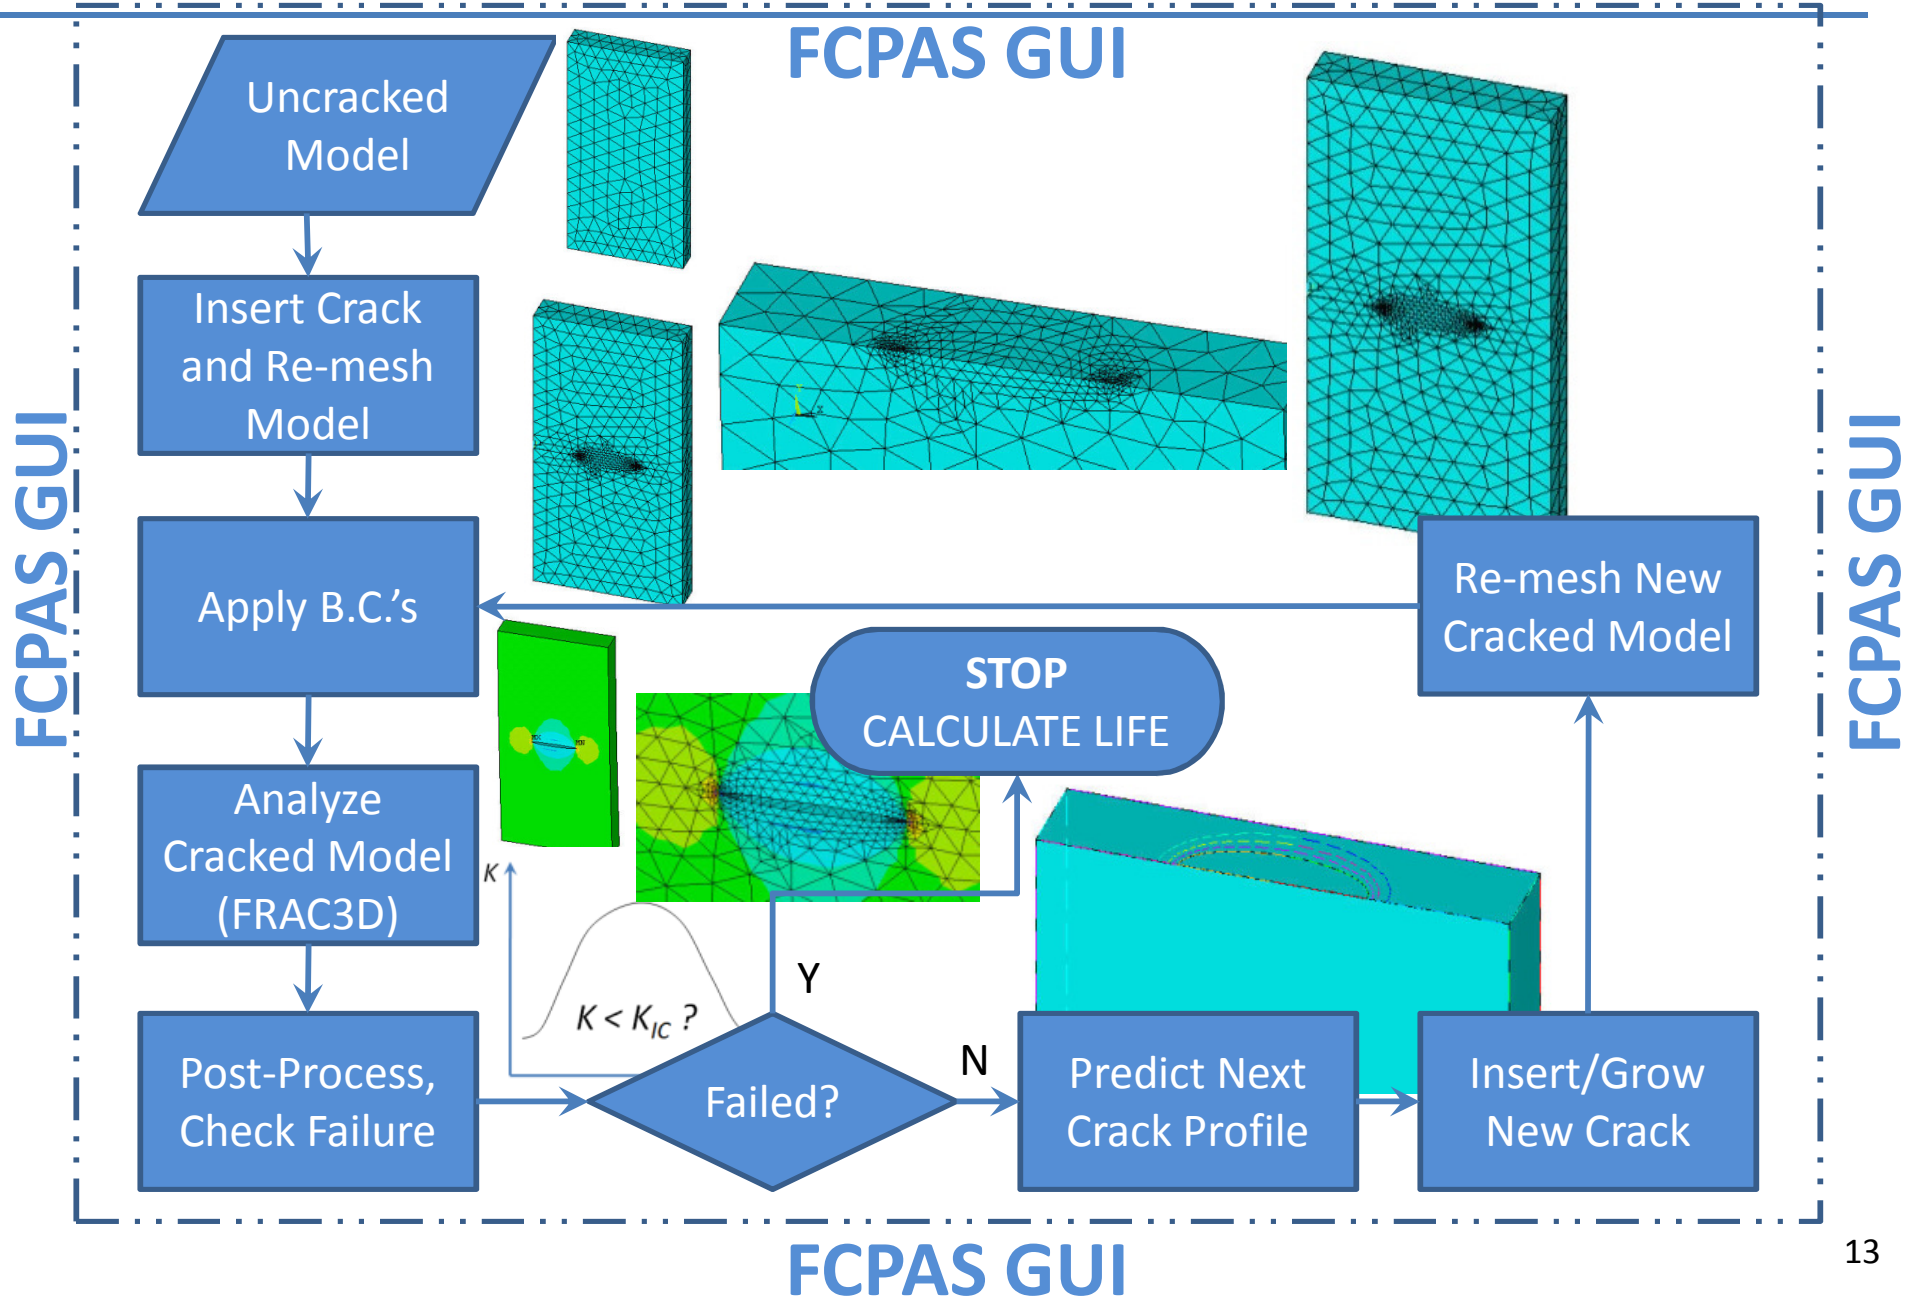 FCPAS GUI
Uncracked
Model
Insert Crack
and Re-mesh
Model
Apply B.C.'s
Analyze
Cracked Model
(FRAC3D)
Post-Process,
Check Failure
K
K < KIC ?
Failed?
Y
N
STOP
CALCULATE LIFE
Predict Next
Crack Profile
Insert/Grow
New Crack
Re-mesh New
Cracked Model
FCPAS GUI
FCPAS GUI
FCPAS GUI
13